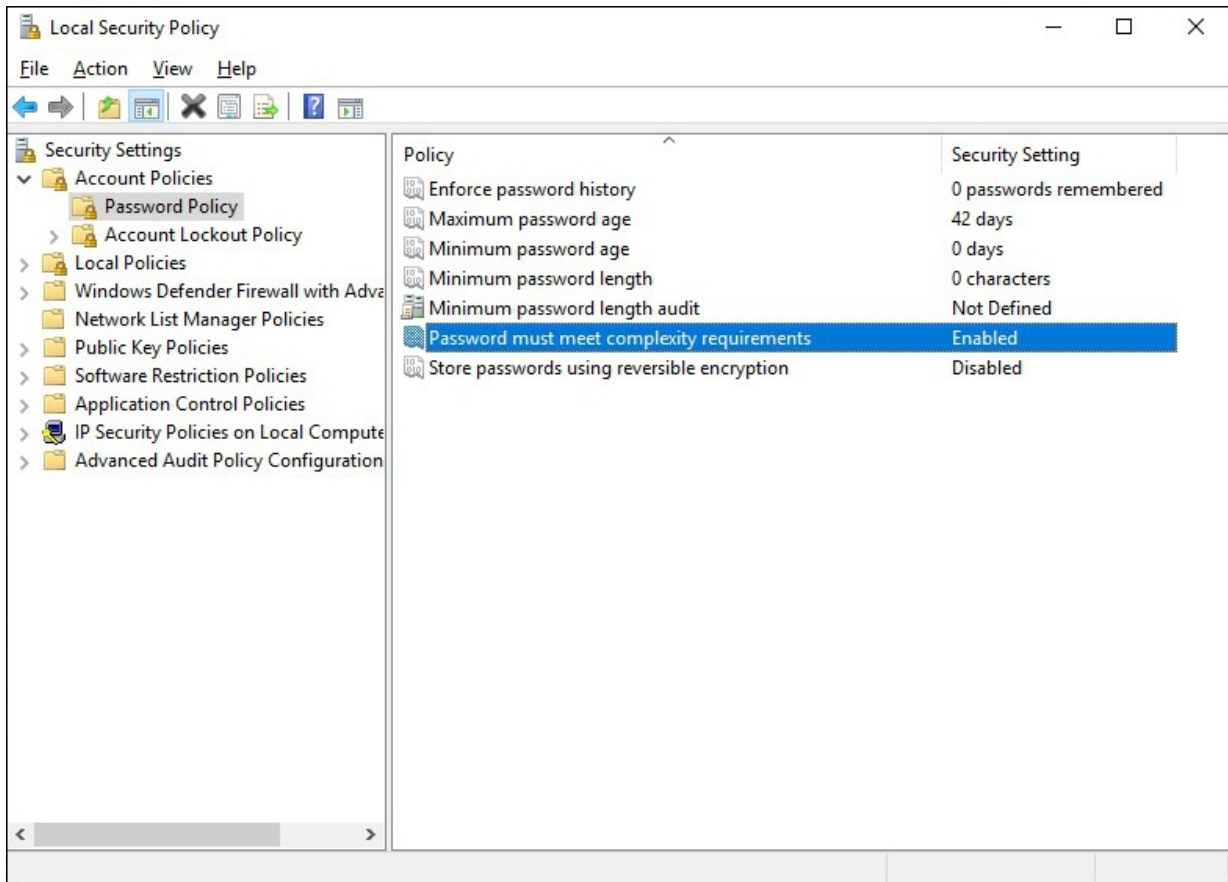 Local Security Policy
File Action View Help
Security Settings
Account Policies
Password Policy
Account Lockout Policy
Local Policies
Windows Defender Firewall with Adva
Network List Manager Policies
Public Key Policies
Software Restriction Policies
Application Control Policies
IP Security Policies on Local Compute
Advanced Audit Policy Configuration
Policy Security Setting
Enforce password history 0 passwords remembered
Maximum password age 42 days
Minimum password age 0 days
Minimum password length 0 characters
Minimum password length audit Not Defined
Password must meet complexity requirements Enabled
Store passwords using reversible encryption Disabled